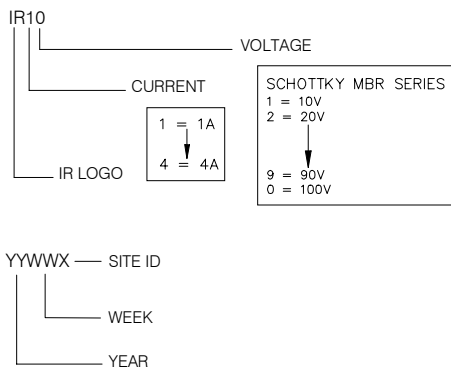 IR10
VOLTAGE
CURRENT
IR LOGO
1 = 1A
4 = 4A
SCHOTTKY MBR SERIES
1 = 10V
2 = 20V
9 = 90V
0 = 100V
YYWWX
SITE ID
WEEK
YEAR